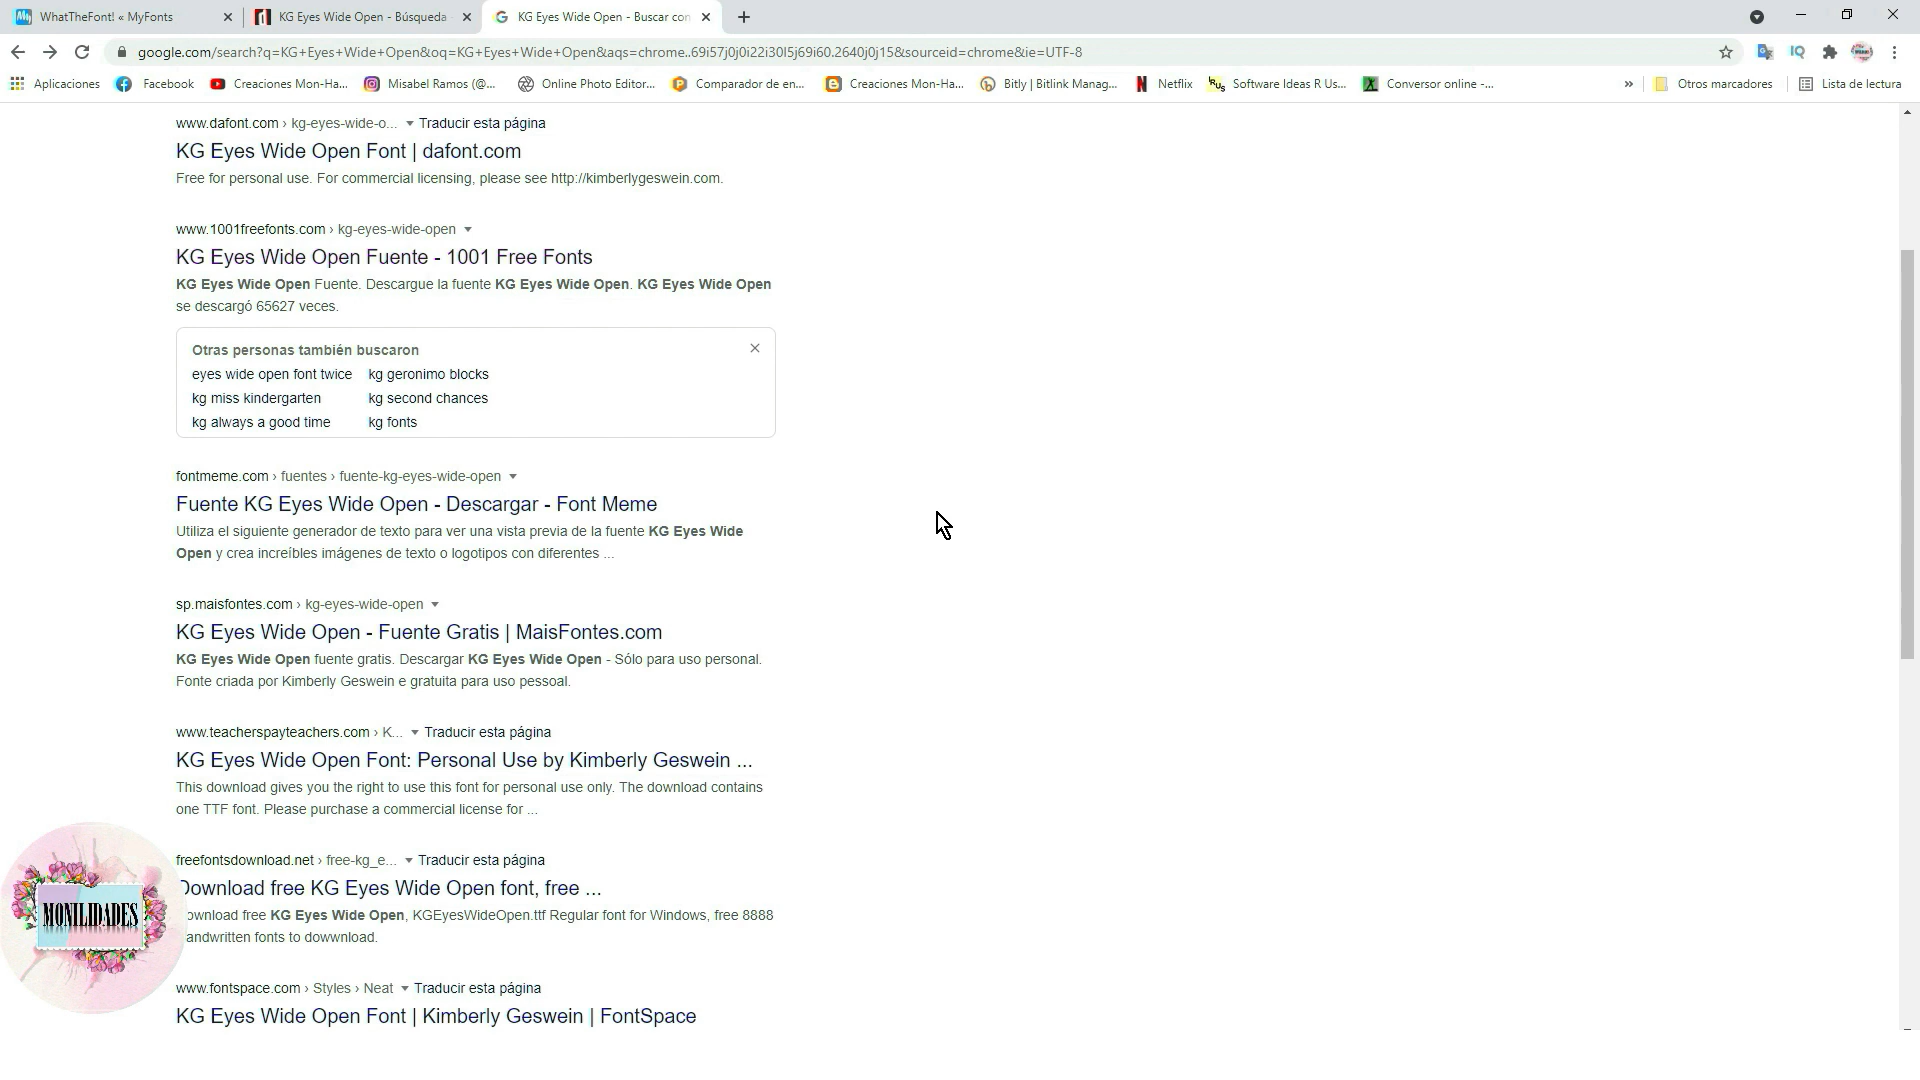 WhatTheFont! « MyFonts
KG Eyes Wide Open - Búsqueda
KG Eyes Wide Open - Buscar con
google.com/search?q=KG+Eyes+Wide+Open&oq=KG+Eyes+Wide+Open&aqs=chrome..69i57j0j0i22i30l5j69i60.2640j0j15&sourceid=chrome&ie=UTF-8
IQ
Aplicaciones
Facebook
Creaciones Mon-Ha...
Misabel Ramos (@...
Online Photo Editor...
Comparador de en...
Creaciones Mon-Ha...
Bitly | Bitlink Manag...
Netflix
Software Ideas R Us...
Conversor online -...
»
Otros marcadores
Lista de lectura
www.dafont.com › kg-eyes-wide-o... Traducir esta página
KG Eyes Wide Open Font | dafont.com
Free for personal use. For commercial licensing, please see http://kimberlygeswein.com.
www.1001freefonts.com › kg-eyes-wide-open
KG Eyes Wide Open Fuente - 1001 Free Fonts
KG Eyes Wide Open Fuente. Descargue la fuente KG Eyes Wide Open. KG Eyes Wide Open
se descargó 65627 veces.
Otras personas también buscaron
eyes wide open font twice kg geronimo blocks
kg miss kindergarten kg second chances
kg always a good time kg fonts
fontmeme.com › fuentes › fuente-kg-eyes-wide-open
Fuente KG Eyes Wide Open - Descargar - Font Meme
Utiliza el siguiente generador de texto para ver una vista previa de la fuente KG Eyes Wide
Open y crea increíbles imágenes de texto o logotipos con diferentes ...
sp.maisfontes.com › kg-eyes-wide-open
KG Eyes Wide Open - Fuente Gratis | MaisFontes.com
KG Eyes Wide Open fuente gratis. Descargar KG Eyes Wide Open - Sólo para uso personal.
Fonte criada por Kimberly Geswein e gratuita para uso pessoal.
www.teacherspayteachers.com › K... Traducir esta página
KG Eyes Wide Open Font: Personal Use by Kimberly Geswein ...
This download gives you the right to use this font for personal use only. The download contains
one TTF font. Please purchase a commercial license for ...
freefontsdownload.net › free-kg_e... Traducir esta página
Download free KG Eyes Wide Open font, free ...
ownload free KG Eyes Wide Open, KGEyesWideOpen.ttf Regular font for Windows, free 8888
andwritten fonts to dowwnload.
MONILIDADES
www.fontspace.com › Styles › Neat Traducir esta página
KG Eyes Wide Open Font | Kimberly Geswein | FontSpace